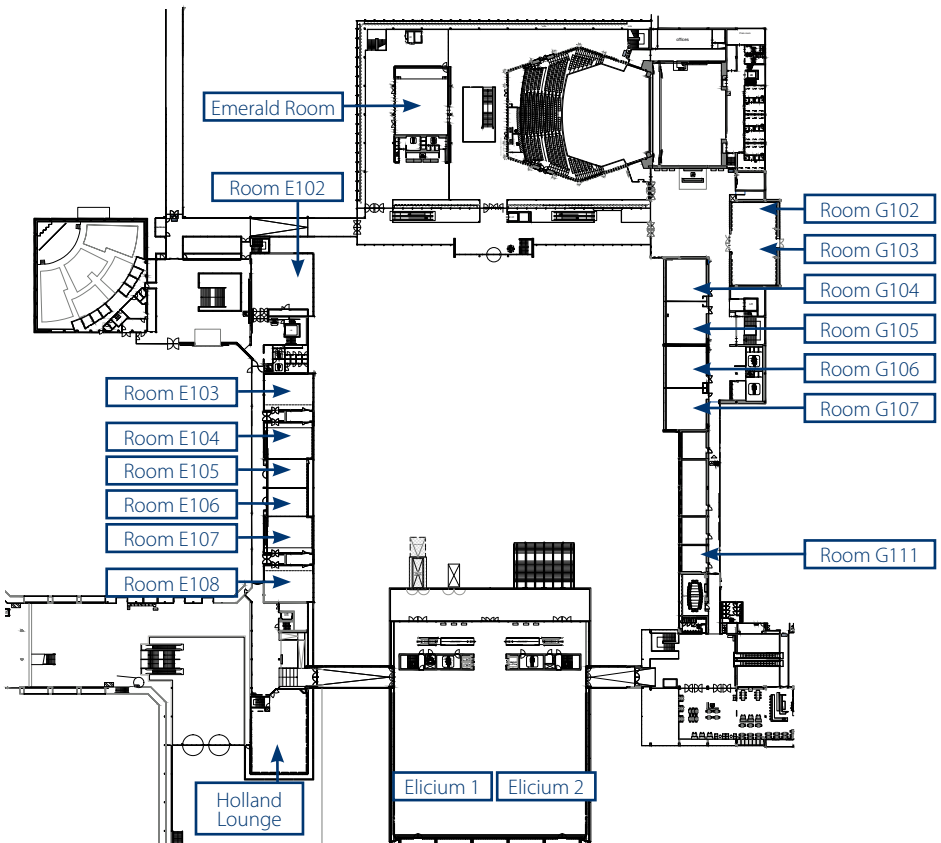 offices
Emerald Room
Room E102
Room G102
Room G103
Room G104
Room G105
Room G106
Room G107
Room E103
Room E104
Room E105
Room E106
Room E107
Room E108
Room G111
Elicium 1
Elicium 2
Holland
Lounge